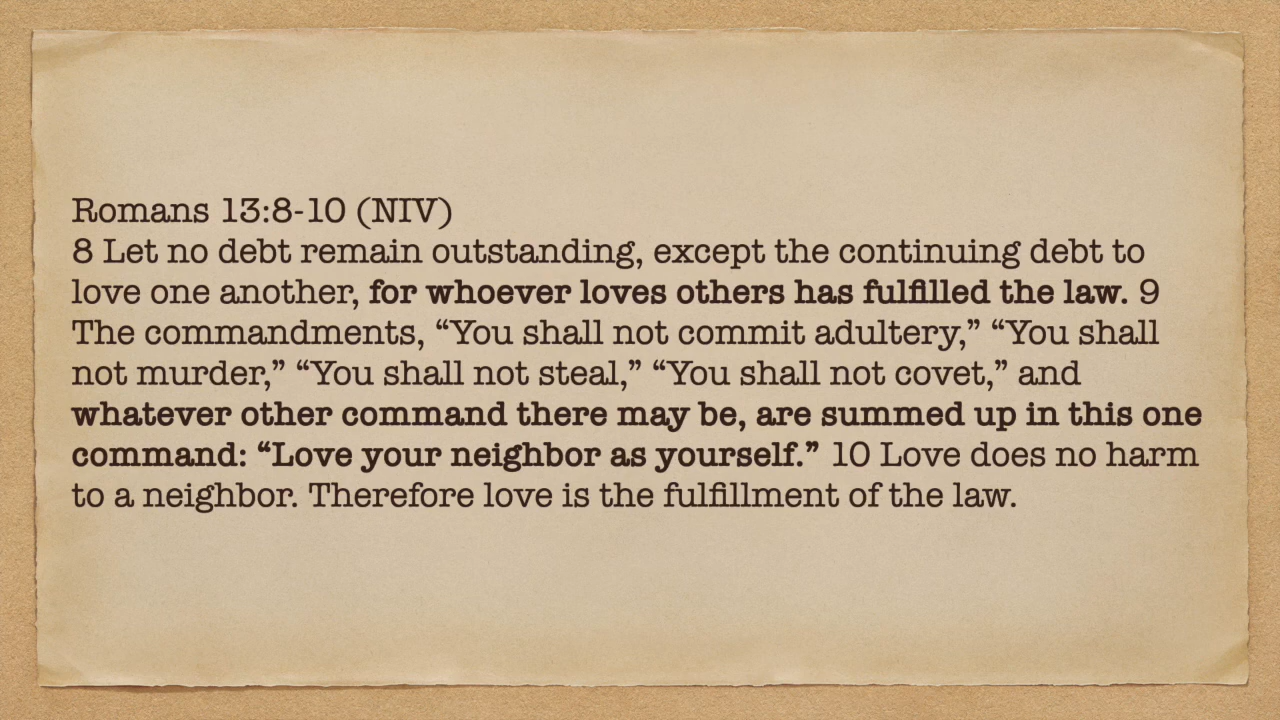 Romans 13:8-10 (NIV)
8 Let no debt remain outstanding, except the continuing debt to
love one another, for whoever loves others has fulfilled the law. 9
The commandments, “You shall not commit adultery,” “You shall
not murder,” “You shall not steal,” “You shall not covet,” and
whatever other command there may be, are summed up in this one
command: “Love your neighbor as yourself.” 10 Love does no harm
to a neighbor. Therefore love is the fulfillment of the law.